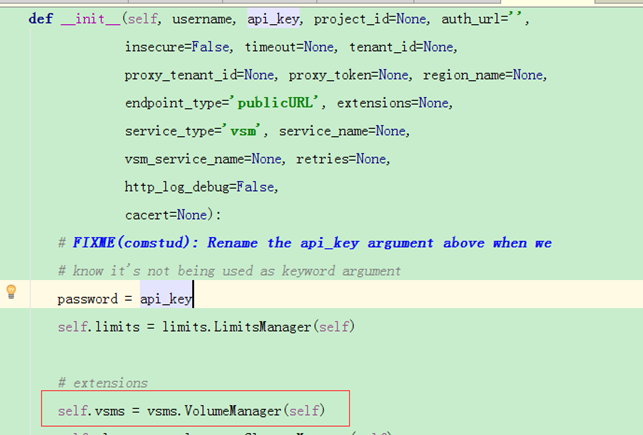 def __init__(self, username, api_key, project_id=None, auth_url='',
insecure=False, timeout=None, tenant_id=None,
proxy_tenant_id=None, proxy_token=None, region_name=None,
endpoint_type='publicURL', extensions=None,
service_type='vsm', service_name=None,
vsm_service_name=None, retries=None,
http_log_debug=False,
cacert=None):
# FIXME(comstud): Rename the api_key argument above when we
# know it's not being used as keyword argument
password = api_key
self.limits = limits.LimitsManager(self)
# extensions
self.vsms = vsms.VolumeManager(self)